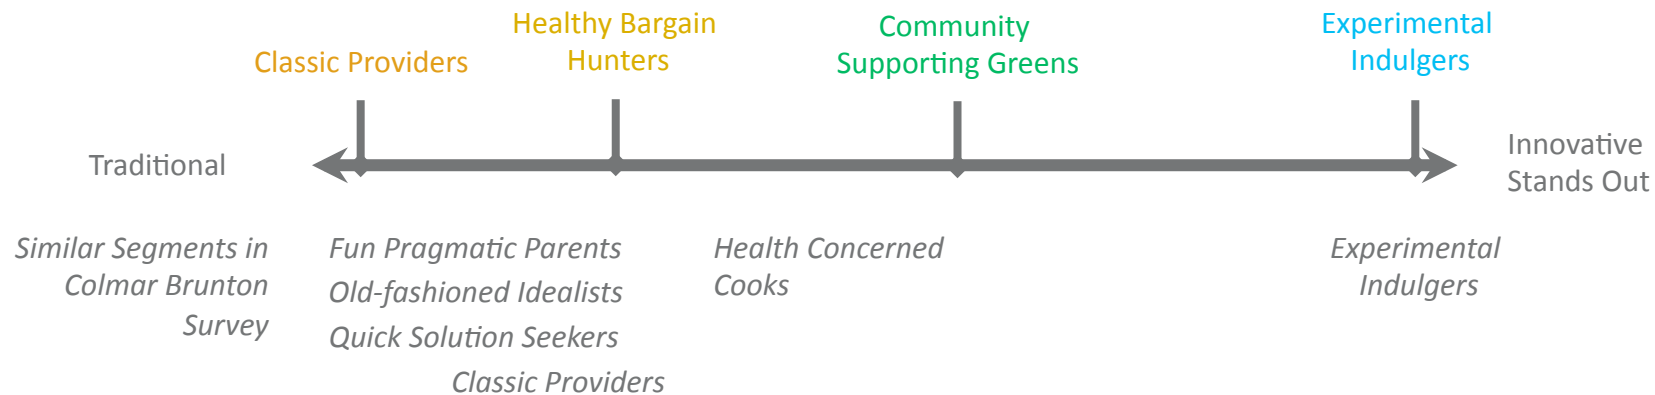 Classic Providers
Healthy Bargain
Hunters
Community
Supporting Greens
Experimental
Indulgers
Traditional
Innovative
Stands Out
Similar Segments in
Colmar Brunton
Survey
Fun Pragmatic Parents
Old-fashioned Idealists
Quick Solution Seekers
Classic Providers
Health Concerned
Cooks
Experimental
Indulgers